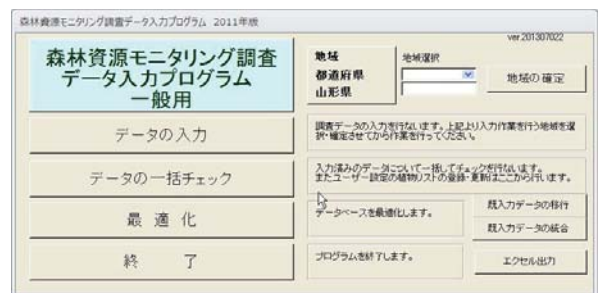 森林資源モニタリング調査データ入力プログラム 2011年版
ver.201307022
森林資源モニタリング調査
データ入力プログラム
一般用
地域
都道府県
山形県
地域選択
地域の確定
データの入力
調査データの入力を行ないます。上記より入力作業を行う地域を選
択・確定させてから作業を行ってください。
データの一括チェック
入力済みのデータについて一括してチェックを行ないます。
またユーザー設定の植物リストの登録・更新はここから行います。
最 適 化
データベースを最適化します。
既入力データの移行
既入力データの統合
終 了
プログラムを終了します。
エクセル出力